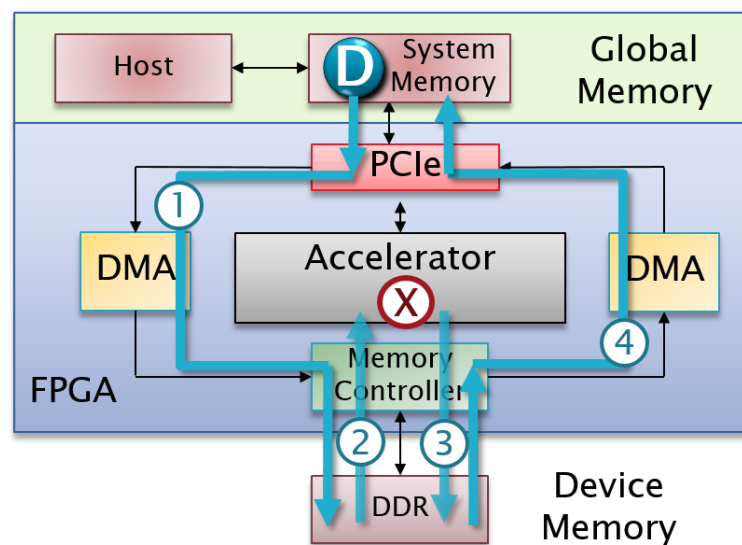 Host
D
System
Memory
Global
Memory
PCIe
1
DMA
Accelerator
X
DMA
4
Memory
Controller
FPGA
2
3
DDR
Device
Memory